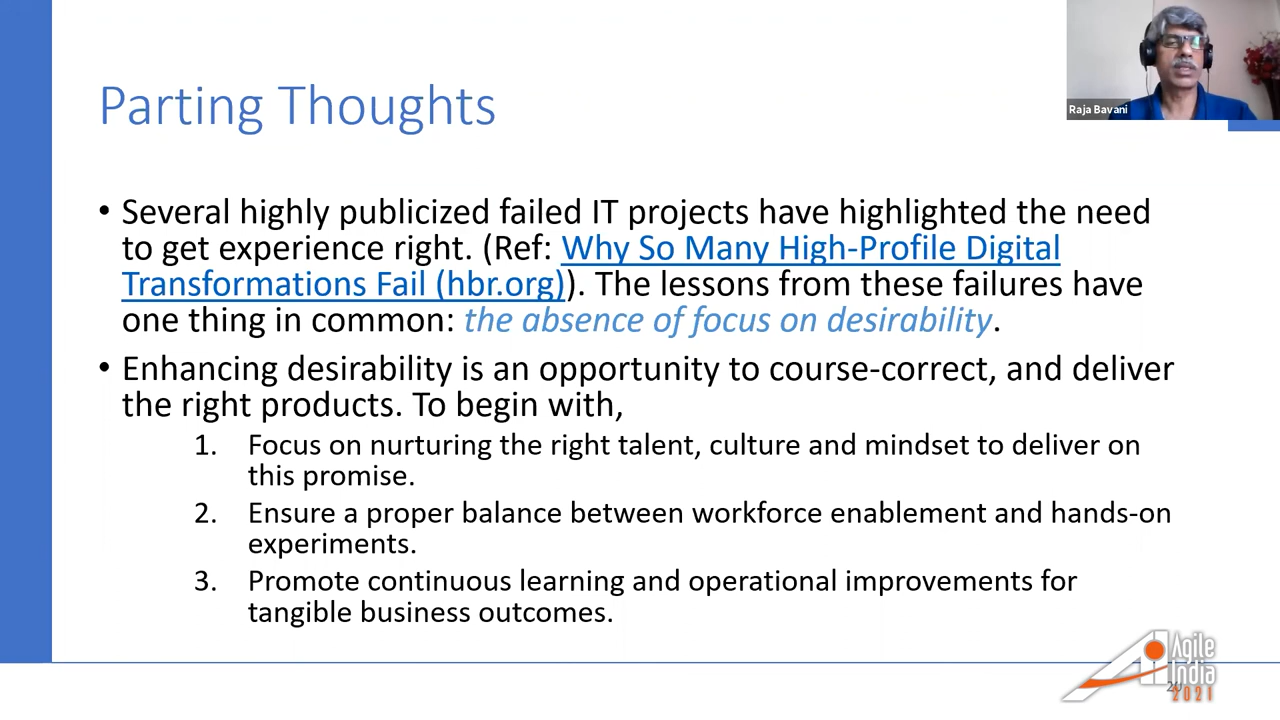 Raja Bavani
Parting Thoughts
• Several highly publicized failed IT projects have highlighted the need
to get experience right. (Ref: Why So Many High-Profile Digital
Transformations Fail (hbr.org)). The lessons from these failures have
one thing in common: the absence of focus on desirability.
• Enhancing desirability is an opportunity to course-correct, and deliver
the right products. To begin with,
1. Focus on nurturing the right talent, culture and mindset to deliver on
this promise.
2. Ensure a proper balance between workforce enablement and hands-on
experiments.
3. Promote continuous learning and operational improvements for
tangible business outcomes.
Agile
India
2021